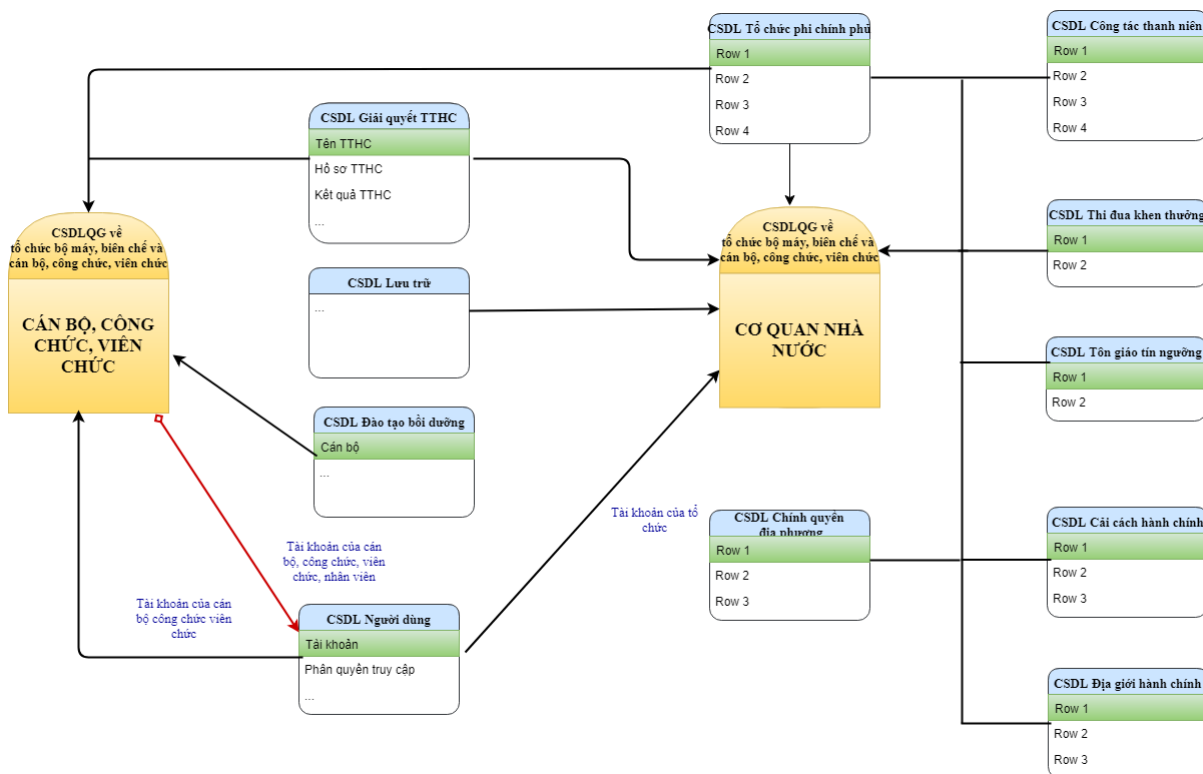 CSDL Tổ chức phi chính phủ
Row 1
Row 2
Row 3
Row 4
CSDL Công tác thanh niên
Row 1
Row 2
Row 3
Row 4
CSDL Giải quyết TTHC
Tên TTHC
Hồ sơ TTHC
Kết quả TTHC
...
CSDLQG về
tổ chức bộ máy, biên chế và
cán bộ, công chức, viên chức
CÁN BỘ, CÔNG
CHỨC, VIÊN
CHỨC
CSDLQG về
tổ chức bộ máy, biên chế và
cán bộ, công chức, viên chức
CƠ QUAN NHÀ
NƯỚC
CSDL Thi đua khen thưởng
Row 1
Row 2
CSDL Lưu trữ
...
CSDL Tôn giáo tín ngưỡng
Row 1
Row 2
CSDL Đào tạo bồi dưỡng
Cán bộ
...
Tài khoản của tổ
chức
CSDL Chính quyền
địa phương
Row 1
Row 2
Row 3
CSDL Cải cách hành chính
Row 1
Row 2
Row 3
Tài khoản của cán
bộ, công chức, viên
chức, nhân viên
Tài khoản của cán
bộ công chức viên
chức
CSDL Người dùng
Tài khoản
Phân quyền truy cập
...
CSDL Địa giới hành chính
Row 1
Row 2
Row 3